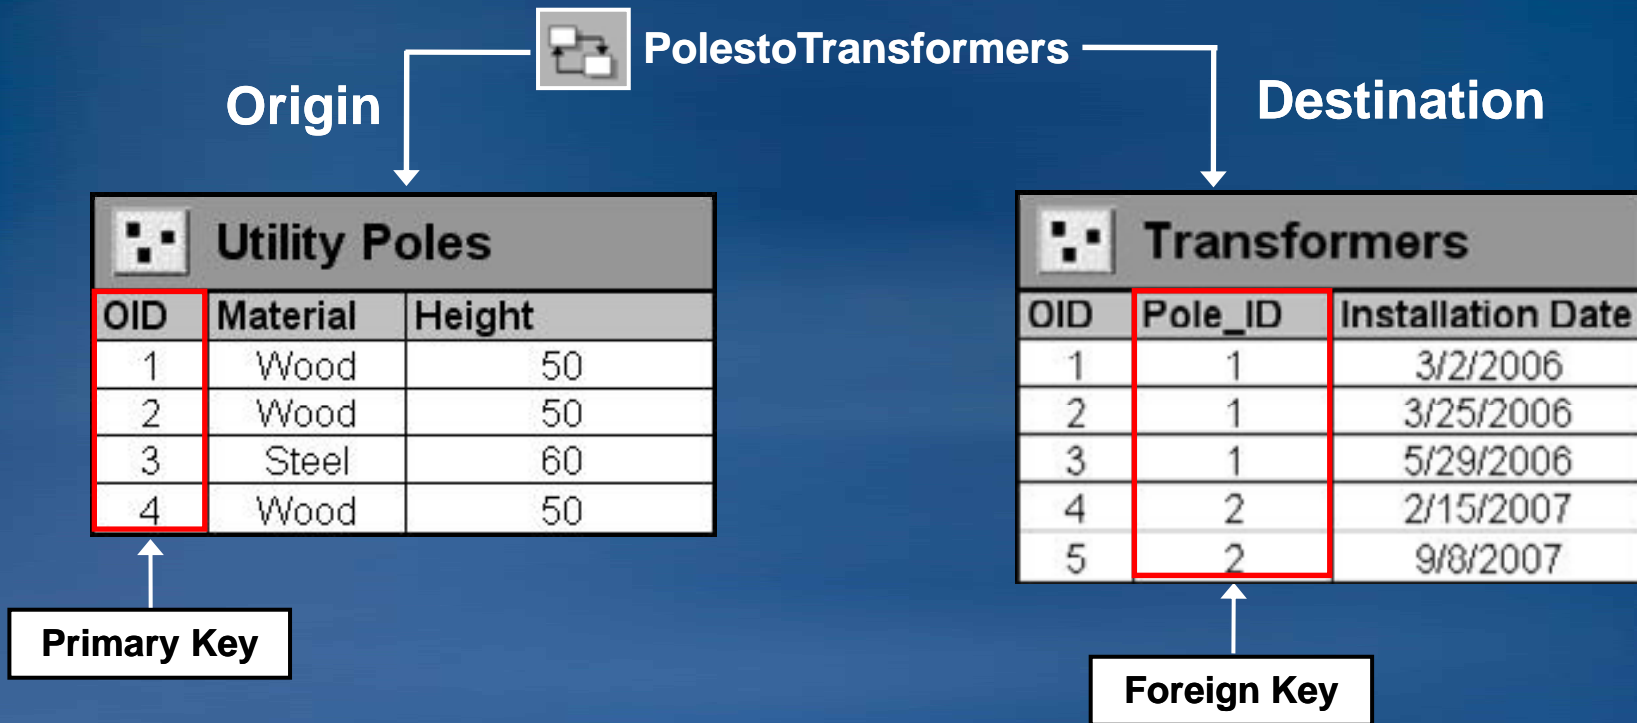 PolestoTransformers
Origin
Destination
Utility Poles
OID Material Height
1 Wood 50
2 Wood 50
3 Steel 60
4 Wood 50
Primary Key
Transformers
OID Pole_ID Installation Date
1 1 3/2/2006
2 1 3/25/2006
3 1 5/29/2006
4 2 2/15/2007
5 2 9/8/2007
Foreign Key